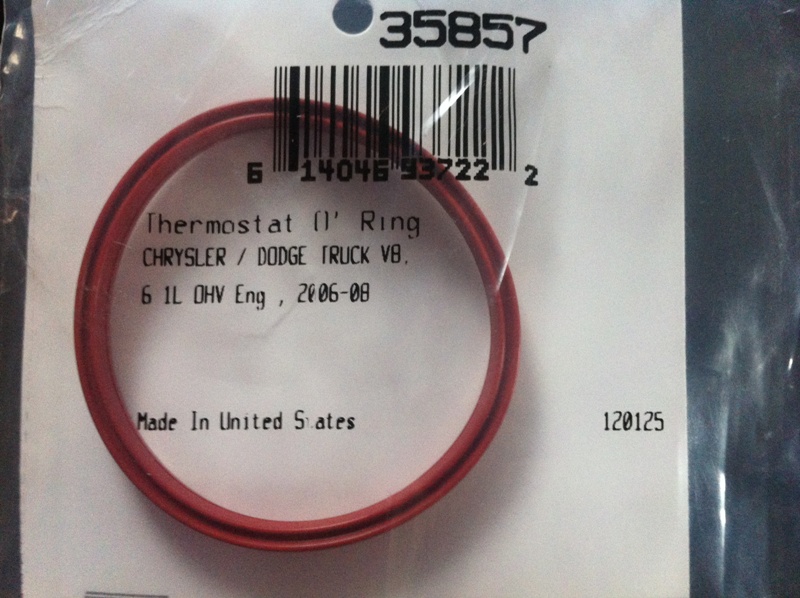 35857
6 14046 93722 2
Thermostat O' Ring
CHRYSLER / DODGE TRUCK V8,
6 1L OHV Eng , 2006-08
Made In United States
120125